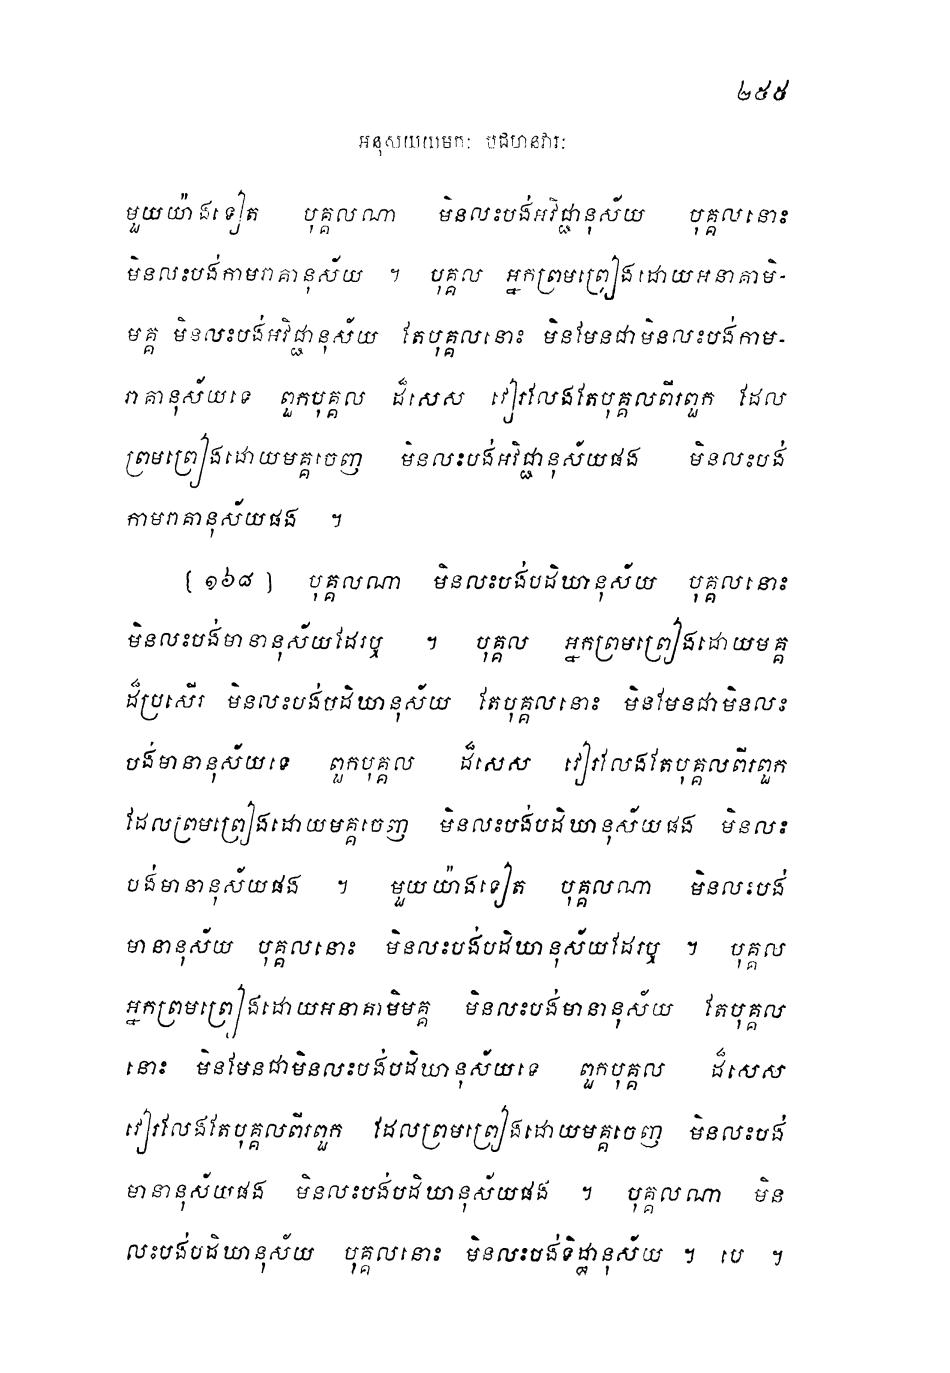 ២៥៥
អនុសយយមកៈ បដិហានវារៈ
មួយយ៉ាងទៀត បុគ្គលណា មិនលះបង់អវិជ្ជានុស័យ បុគ្គលនោះ
មិនលះបង់កាមរាគានុស័យ ។ បុគ្គល អ្នកព្រមព្រៀងដោយអនាគាមិ-
មគ្គ មិនលះបង់អវិជ្ជានុស័យ តែបុគ្គលនោះ មិនមែនជាមិនលះបង់កាម-
រាគានុស័យទេ ពួកបុគ្គល ដ៏សេស វៀរលែងតែបុគ្គលពីរពួក ដែល
ព្រមព្រៀងដោយមគ្គចេញ មិនលះបង់អវិជ្ជានុស័យផង មិនលះបង់
កាមរាគានុស័យផង ។
[ ១៦៨ ] បុគ្គលណា មិនលះបង់បដិឃានុស័យ បុគ្គលនោះ
មិនលះបង់មានានុស័យដែរឬ ។ បុគ្គល អ្នកព្រមព្រៀងដោយមគ្គ
ដ៏ប្រសើរ មិនលះបង់បដិឃានុស័យ តែបុគ្គលនោះ មិនមែនជាមិនលះ
បង់មានានុស័យទេ ពួកបុគ្គល ដ៏សេស វៀរលែងតែបុគ្គលពីរពួក
ដែលព្រមព្រៀងដោយមគ្គចេញ មិនលះបង់បដិឃានុស័យផង មិនលះ
បង់មានានុស័យផង ។ មួយយ៉ាងទៀត បុគ្គលណា មិនលះបង់
មានានុស័យ បុគ្គលនោះ មិនលះបង់បដិឃានុស័យដែរឬ ។ បុគ្គល
អ្នកព្រមព្រៀងដោយអនាគាមិមគ្គ មិនលះបង់មានានុស័យ តែបុគ្គល
នោះ មិនមែនជាមិនលះបង់បដិឃានុស័យទេ ពួកបុគ្គល ដ៏សេស
វៀរលែងតែបុគ្គលពីរពួក ដែលព្រមព្រៀងដោយមគ្គចេញ មិនលះបង់
មានានុស័យផង មិនលះបង់បដិឃានុស័យផង ។ បុគ្គលណា មិន
លះបង់បដិឃានុស័យ បុគ្គលនោះ មិនលះបង់ទិដ្ឋានុស័យ ។ បេ ។